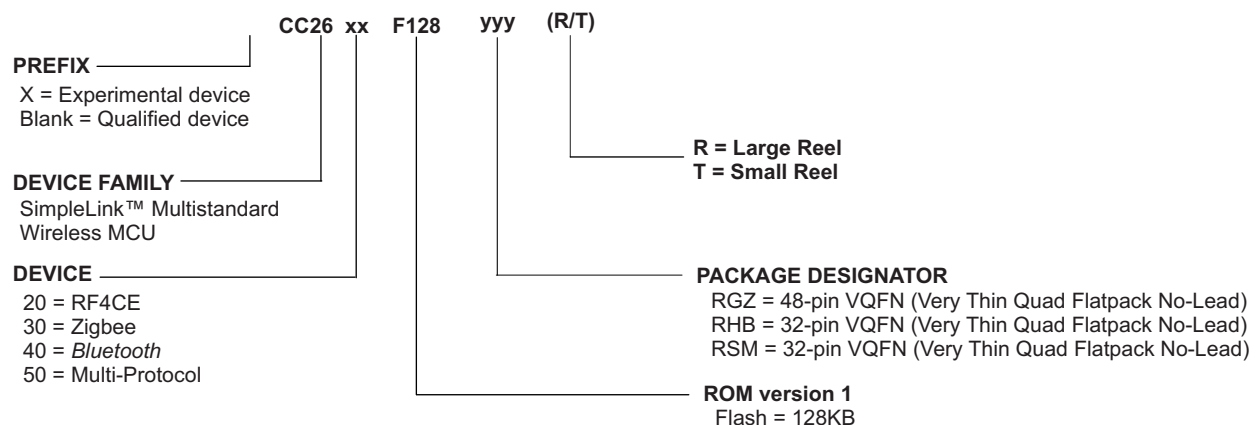 CC26 xx F128 yyy (R/T)
PREFIX
X = Experimental device
Blank = Qualified device
DEVICE FAMILY
SimpleLink™ Multistandard
Wireless MCU
DEVICE
20 = RF4CE
30 = Zigbee
40 = Bluetooth
50 = Multi-Protocol
R = Large Reel
T = Small Reel
PACKAGE DESIGNATOR
RGZ = 48-pin VQFN (Very Thin Quad Flatpack No-Lead)
RHB = 32-pin VQFN (Very Thin Quad Flatpack No-Lead)
RSM = 32-pin VQFN (Very Thin Quad Flatpack No-Lead)
ROM version 1
Flash = 128KB